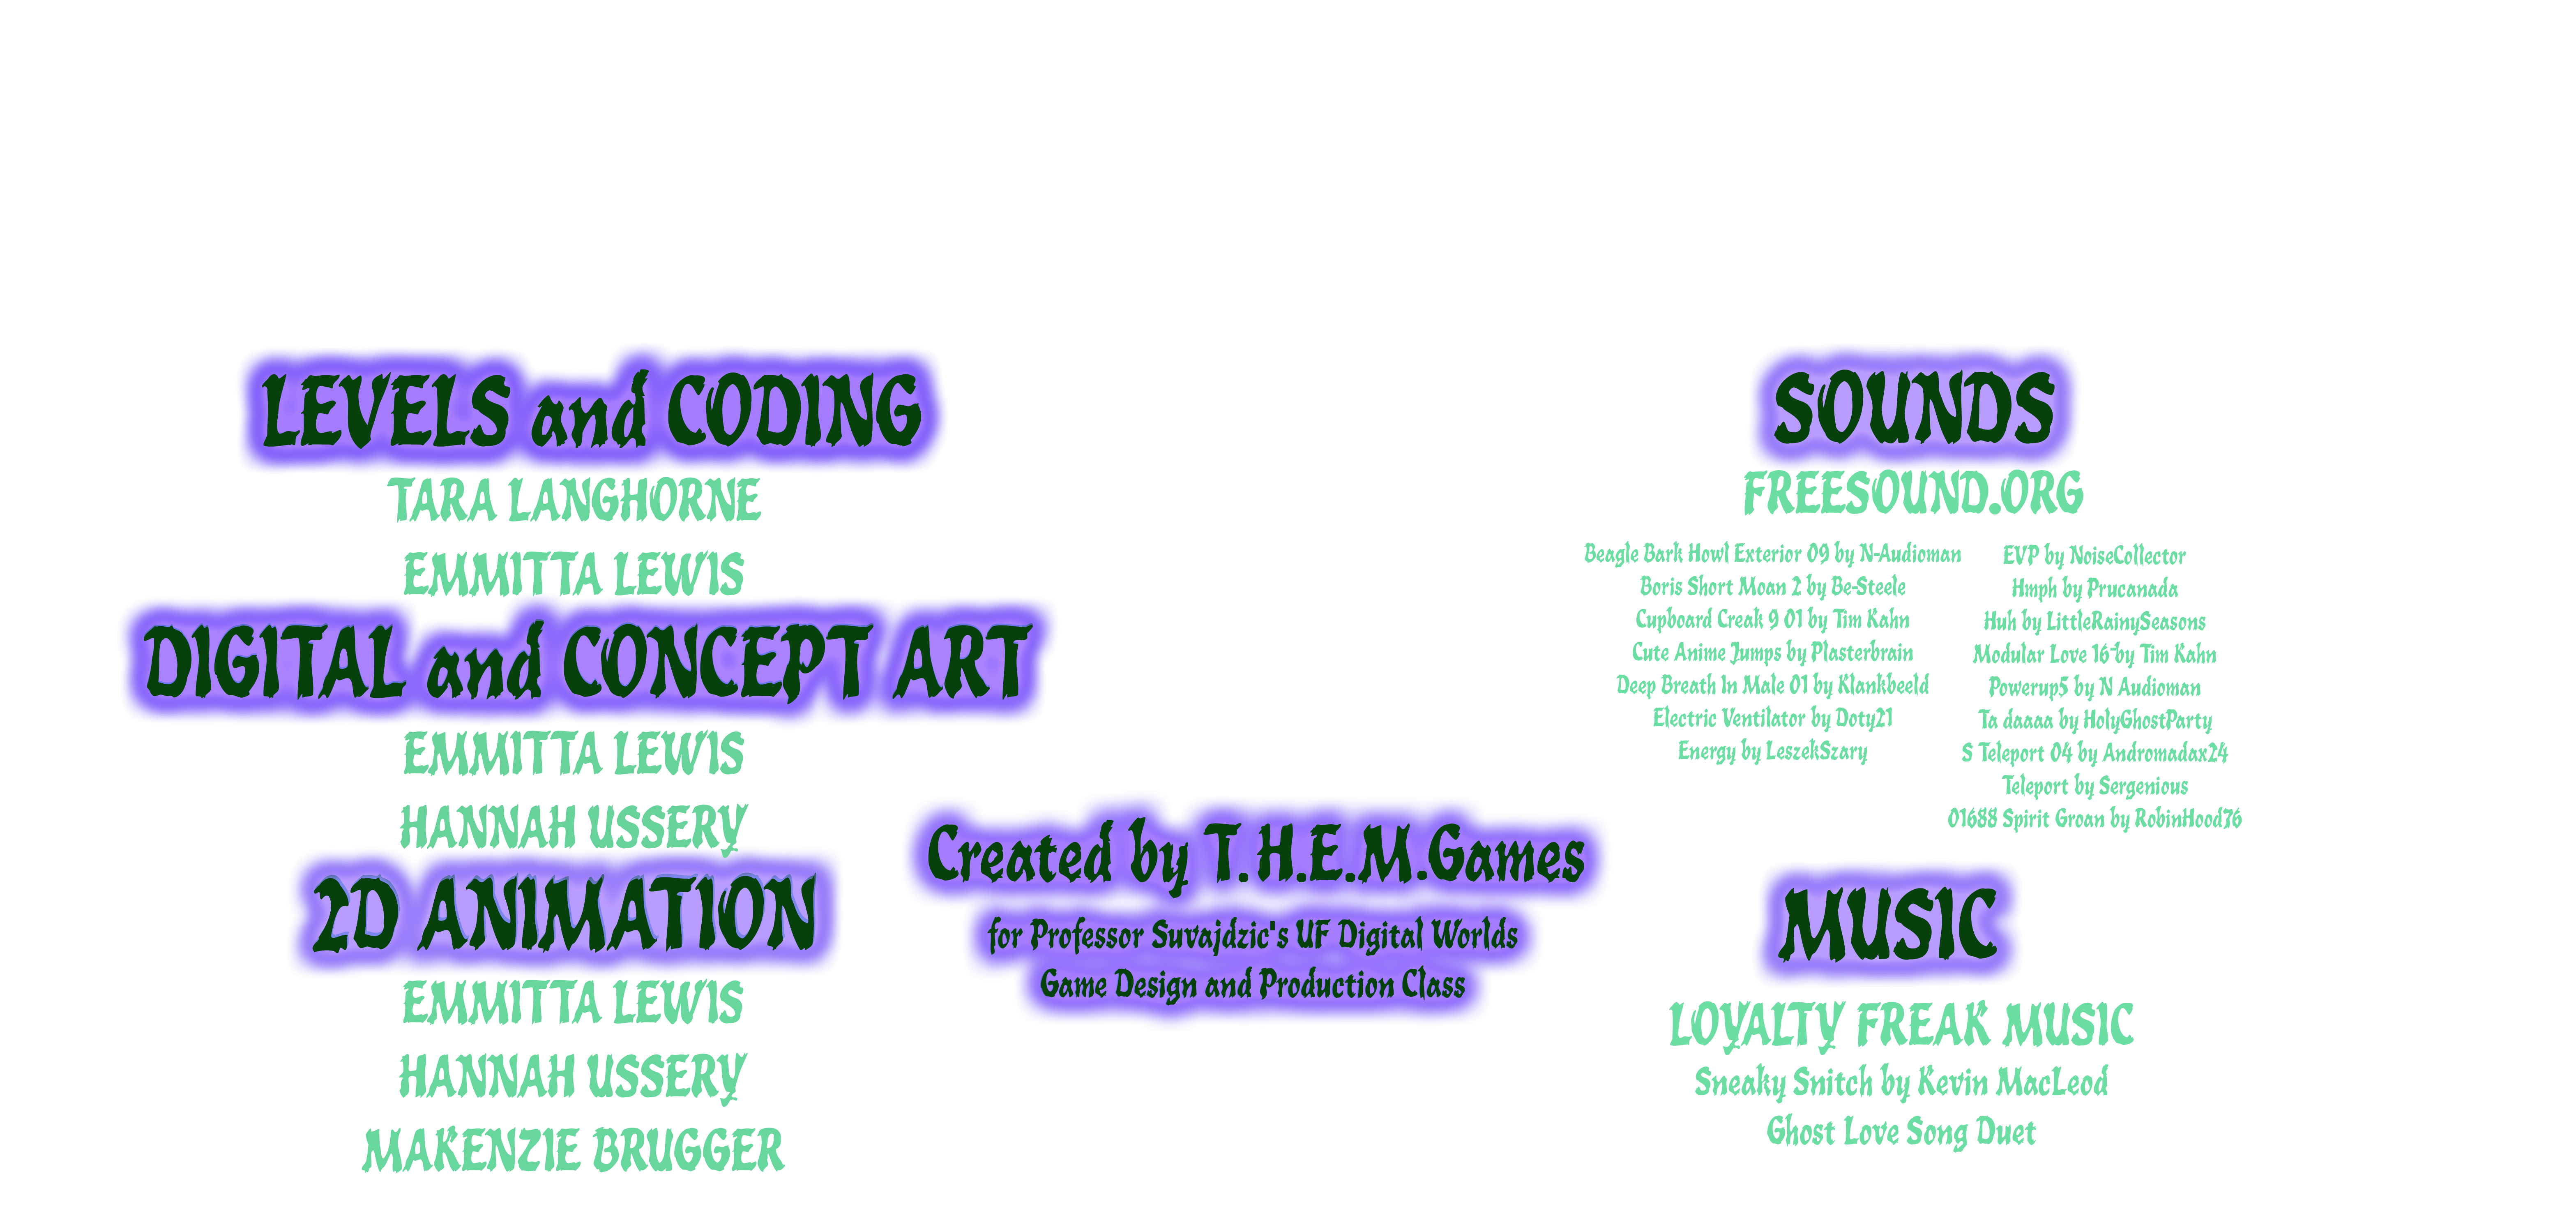 LEVELS and CODING
TARA LANGHORNE
EMMITTA LEWIS
DIGITAL and CONCEPT ART
EMMITTA LEWIS
HANNAH USSERY
2D ANIMATION
EMMITTA LEWIS
HANNAH USSERY
MAKENZIE BRUGGER
Created by T.H.E.M.Games
for Professor Suvajdzic's UF Digital Worlds
Game Design and Production Class
SOUNDS
FREESOUND.ORG
Beagle Bark Howl Exterior 09 by N-Audioman
Boris Short Moan 2 by Be-Steele
Cupboard Creak 9 01 by Tim Kahn
Cute Anime Jumps by Plasterbrain
Deep Breath In Male 01 by Klankbeeld
Electric Ventilator by Doty21
Energy by LeszekSzary
EVP by NoiseCollector
Hmph by Prucanada
Huh by LittleRainySeasons
Modular Love 16-by Tim Kahn
Powerup5 by N Audioman
Ta daaaa by HolyGhostParty
S Teleport 04 by Andromadax24
Teleport by Sergenious
01688 Spirit Groan by RobinHood76
MUSIC
LOYALTY FREAK MUSIC
Sneaky Snitch by Kevin MacLeod
Ghost Love Song Duet